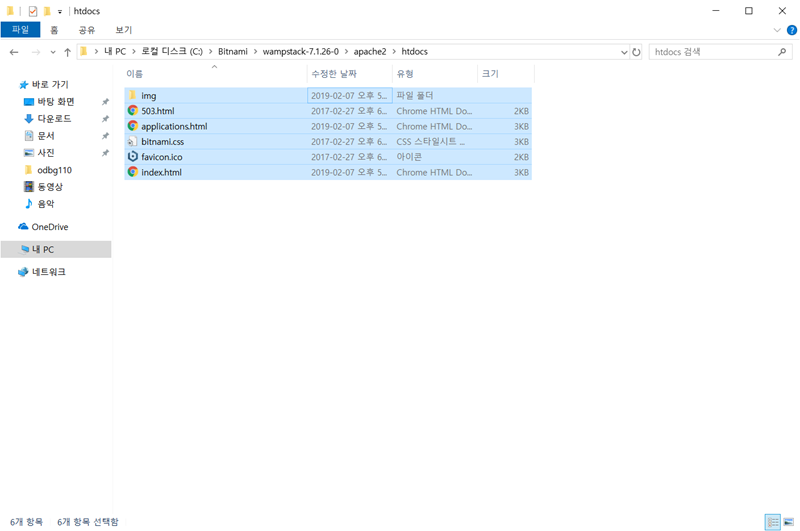 htdocs
파일 홈 공유 보기
내 PC > 로컬 디스크 (C:) > Bitnami > wampstack-7.1.26-0 > apache2 > htdocs
htdocs 검색
이름 수정한 날짜 유형 크기
img 2019-02-07 오후 5... 파일 폴더
503.html 2017-02-27 오후 6... Chrome HTML Do... 2KB
applications.html 2019-02-07 오후 5... Chrome HTML Do... 3KB
bitnami.css 2017-02-27 오후 6... CSS 스타일시트 ... 3KB
favicon.ico 2017-02-27 오후 6... 아이콘 2KB
index.html 2019-02-07 오후 5... Chrome HTML Do... 3KB
바로 가기
바탕 화면
다운로드
문서
사진
odbg110
동영상
음악
OneDrive
내 PC
네트워크
6개 항목 6개 항목 선택함